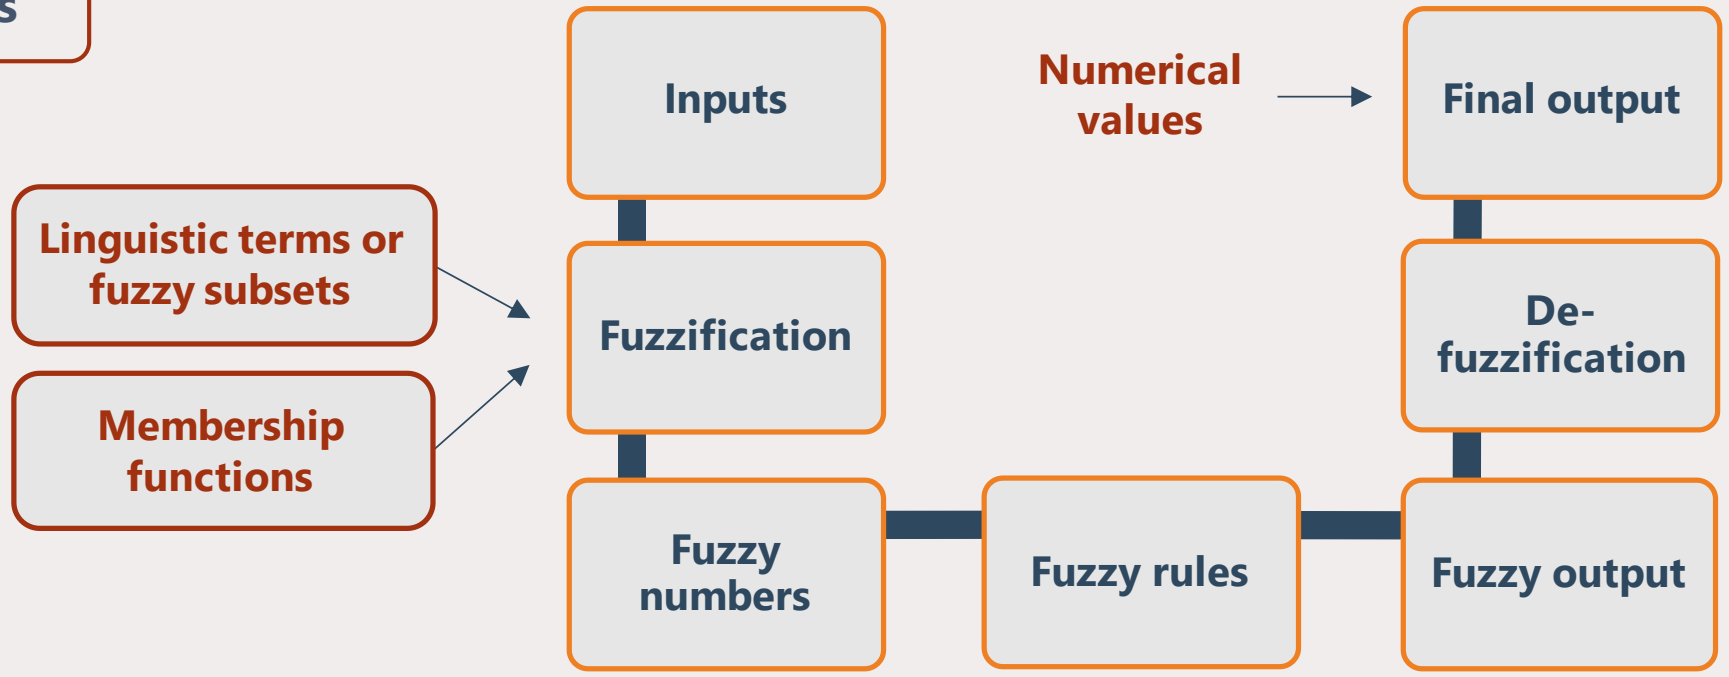 Inputs
Numerical
values
Final output
Linguistic terms or
fuzzy subsets
Fuzzification
De-
fuzzification
Membership
functions
Fuzzy
numbers
Fuzzy rules
Fuzzy output